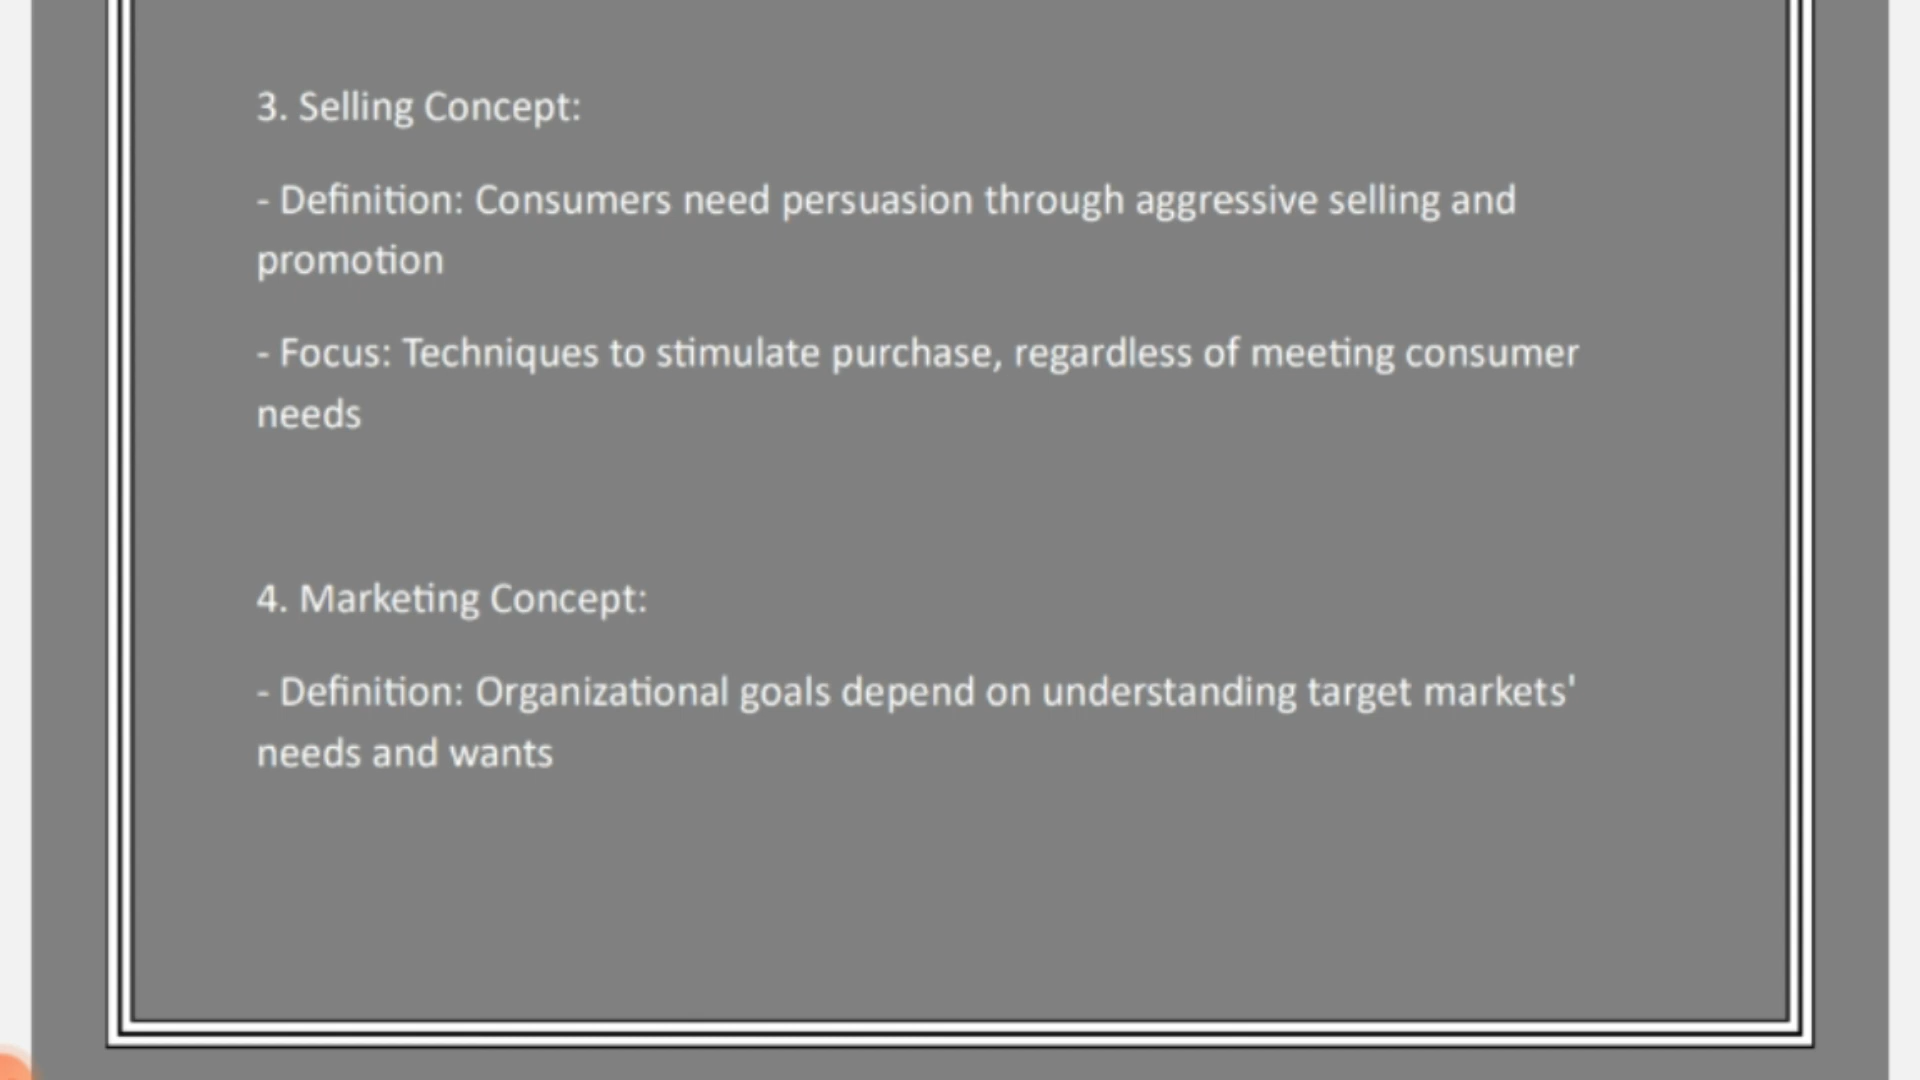 3. Selling Concept:
- Definition: Consumers need persuasion through aggressive selling and
promotion
- Focus: Techniques to stimulate purchase, regardless of meeting consumer
needs
4. Marketing Concept:
- Definition: Organizational goals depend on understanding target markets'
needs and wants